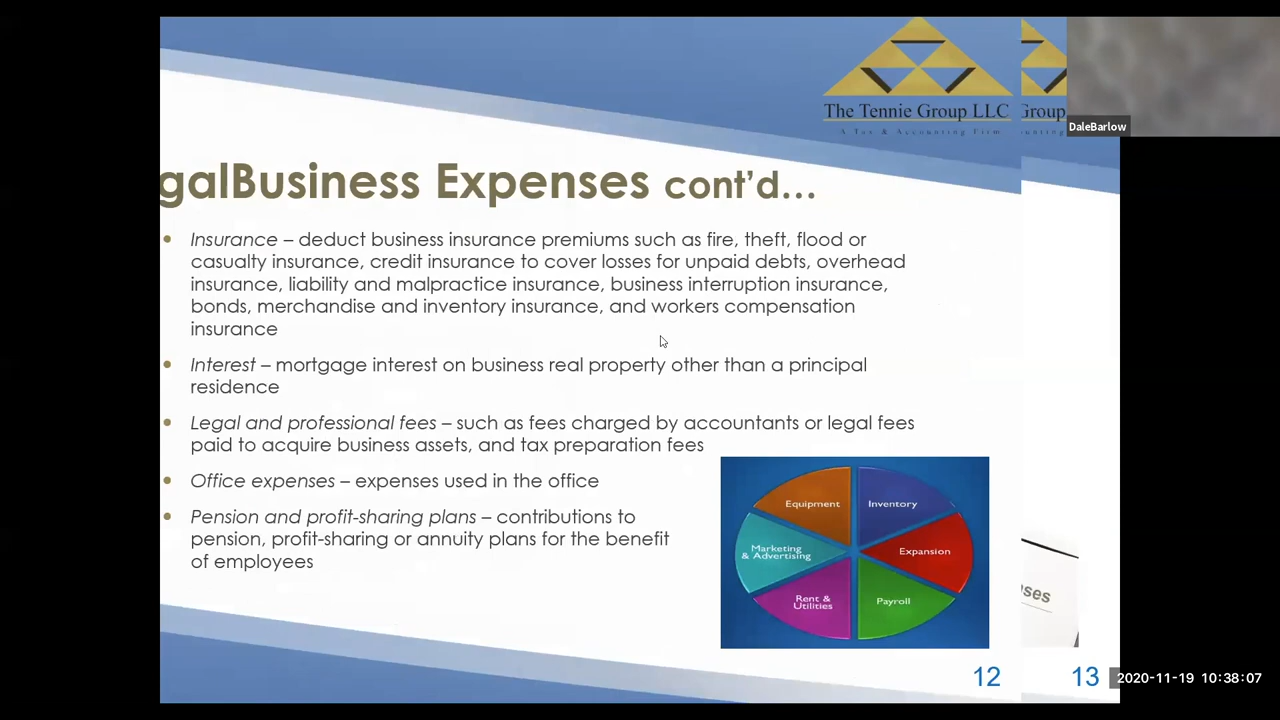 The Tennie Group LLC
Group
A Tax & Accounting Firm
DaleBarlow
galBusiness Expenses cont'd...
• Insurance – deduct business insurance premiums such as fire, theft, flood or
casualty insurance, credit insurance to cover losses for unpaid debts, overhead
insurance, liability and malpractice insurance, business interruption insurance,
bonds, merchandise and inventory insurance, and workers compensation
insurance
• Interest – mortgage interest on business real property other than a principal
residence
• Legal and professional fees – such as fees charged by accountants or legal fees
paid to acquire business assets, and tax preparation fees
• Office expenses – expenses used in the office
• Pension and profit-sharing plans – contributions to
pension, profit-sharing or annuity plans for the benefit
of employees
Equipment
Inventory
Marketing
& Advertising
Expansion
Rent &
Utilities
Payroll
ses
12
13
2020-11-19 10:38:07